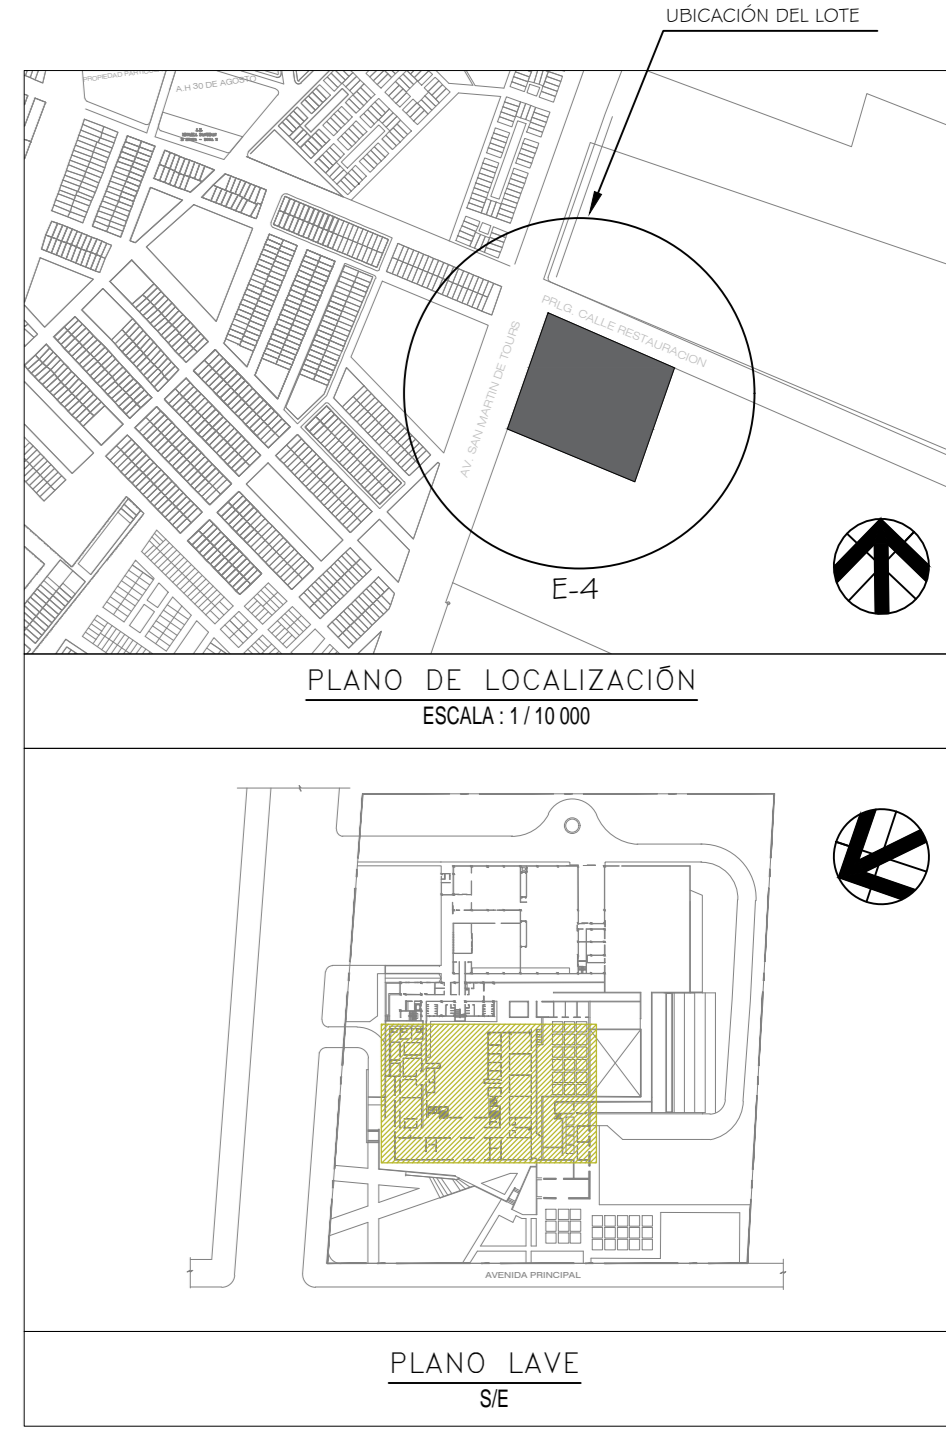 UBICACIÓN DEL LOTE
PROPIEDAD
A.H 30 DE AGOSTO
PRLG. CALLE RESTAURACION
AV. SAN MARTIN DE TOURS
E-4
PLANO DE LOCALIZACIÓN
ESCALA : 1 / 10 000
AVENIDA PRINCIPAL
PLANO LAVE
S/E